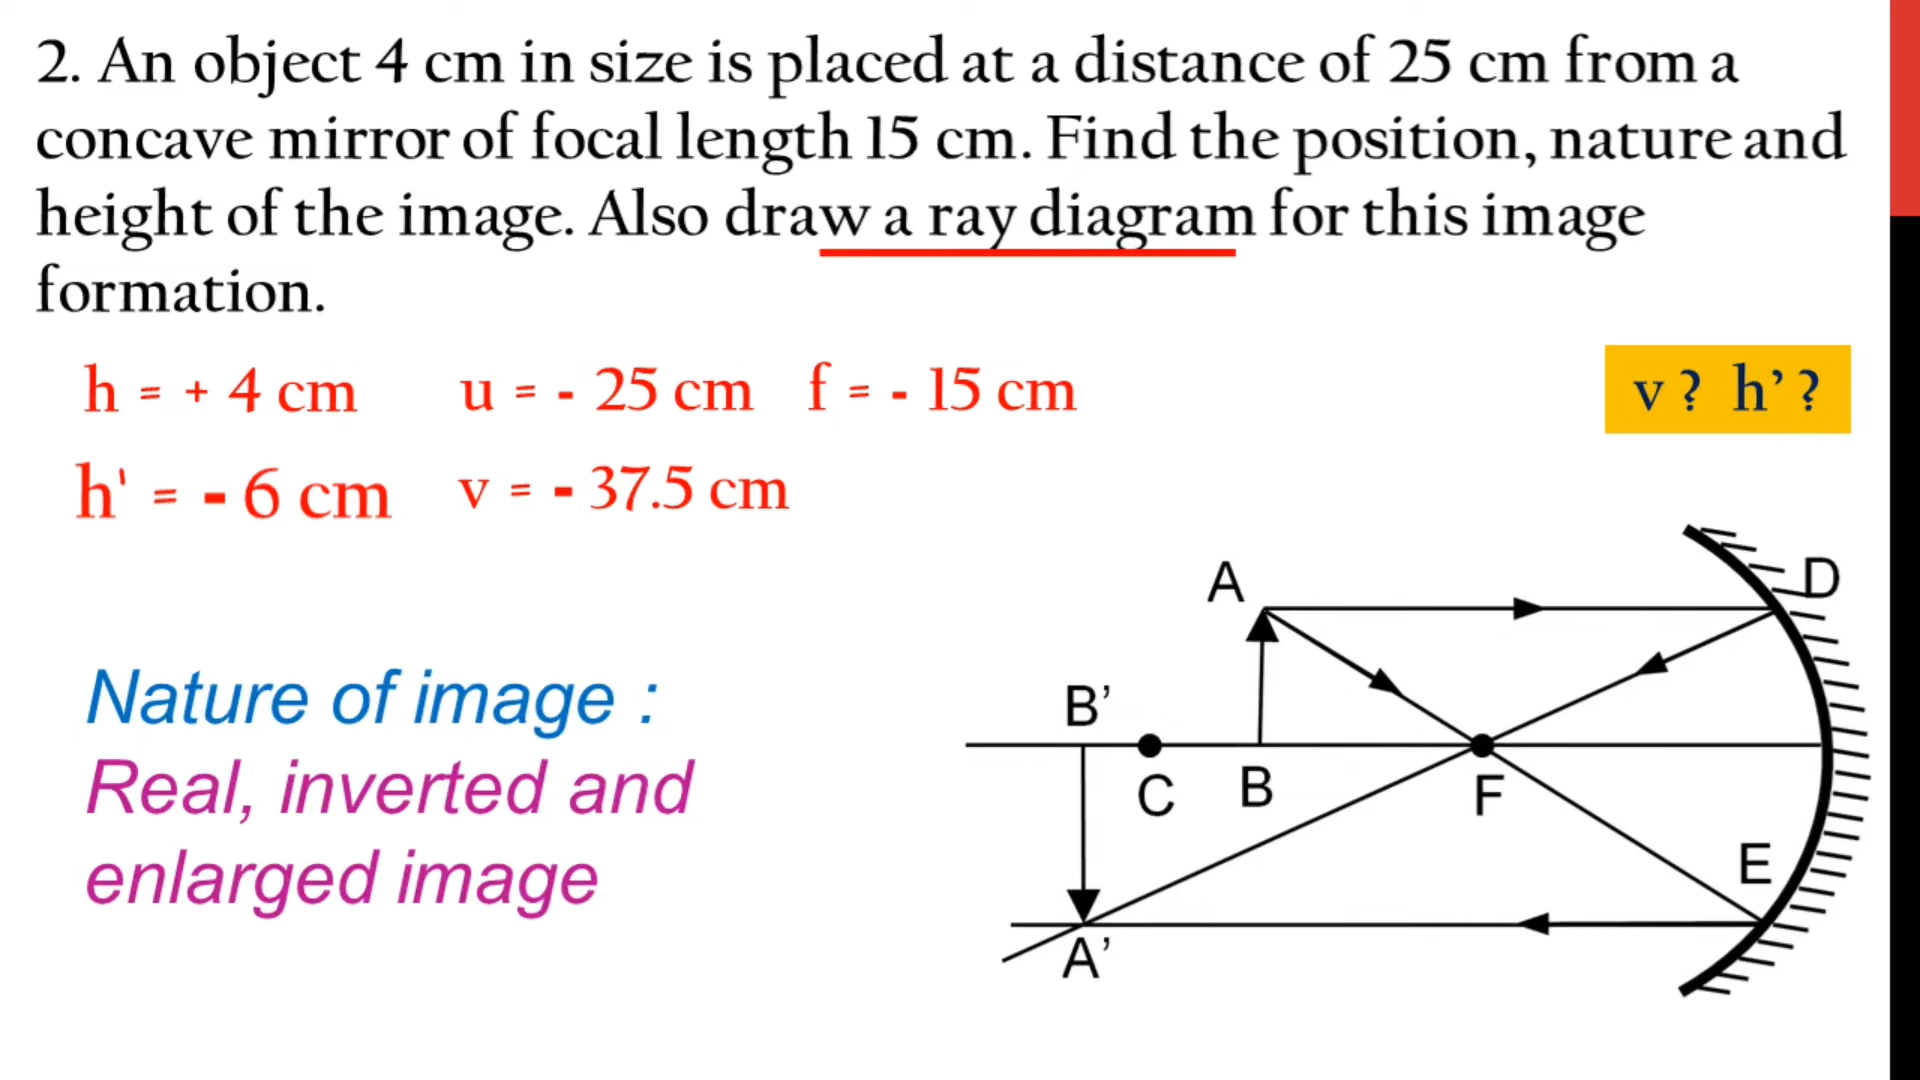 2. An object 4 cm in size is placed at a distance of 25 cm from a
concave mirror of focal length 15 cm. Find the position, nature and
height of the image. Also draw a ray diagram for this image
formation.
h = + 4 cm u = - 25 cm f = - 15 cm
v ? h’ ?
h' = - 6 cm v = - 37.5 cm
Nature of image :
Real, inverted and
enlarged image
A
D
B’
C
B
F
E
A’